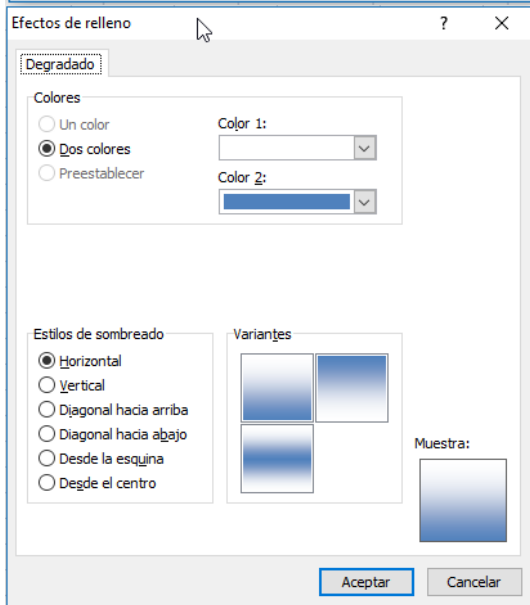 Efectos de relleno ?
Degradado
Colores
Un color
Dos colores
Preestablecer
Color 1:
Color 2:
Estilos de sombreado
Horizontal
Vertical
Diagonal hacia arriba
Diagonal hacia abajo
Desde la esquina
Desde el centro
Variantes
Muestra:
Aceptar
Cancelar